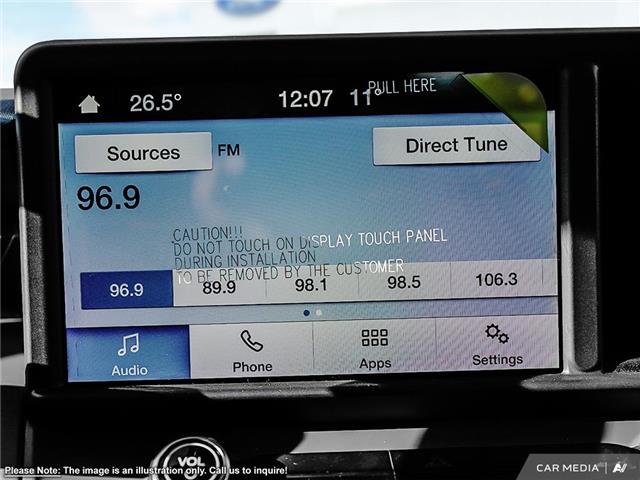 PULL HERE
26.5° 12:07 11°
Sources FM Direct Tune
96.9
CAUTION!!!
DO NOT TOUCH ON DISPLAY TOUCH PANEL
DURING INSTALLATION
TO BE REMOVED BY THE CUSTOMER
96.9 89.9 98.1 98.5 106.3
Audio Phone Apps Settings
VOL
Please Note: The image is an illustration only. Call us to inquire!
CAR MEDIA